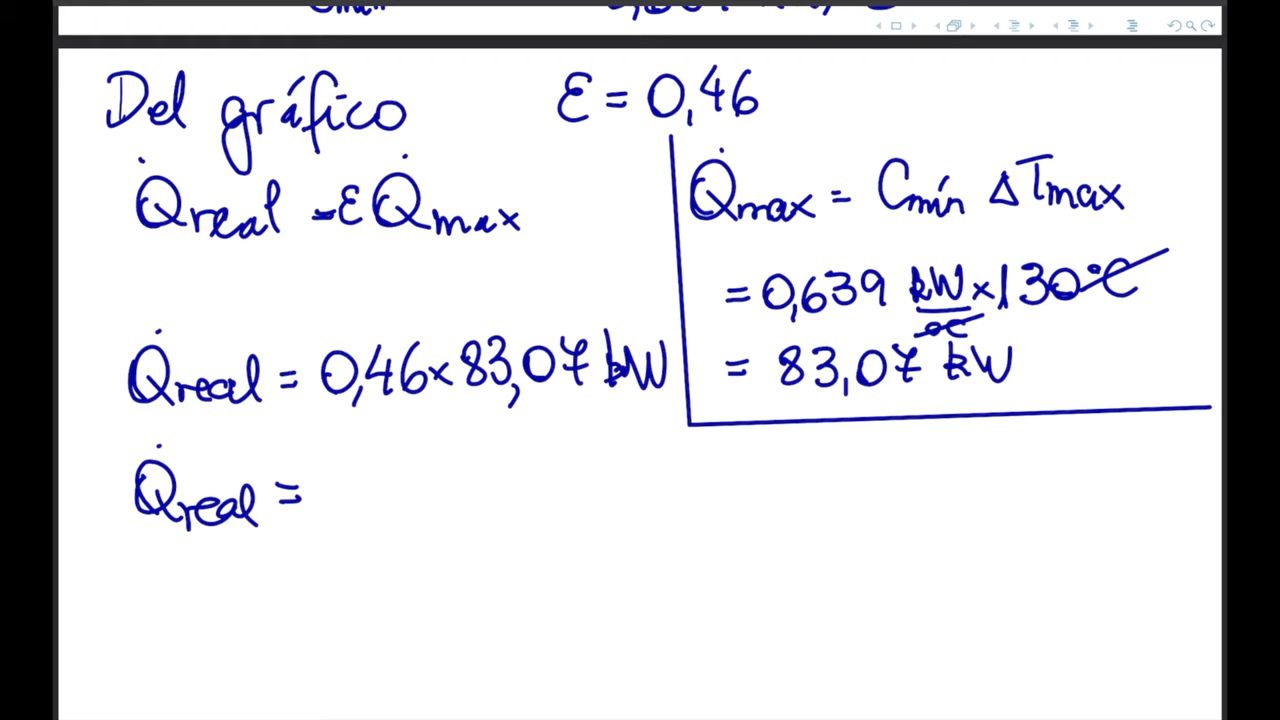 Del gráfico ε = 0,46
Q̇real = εQ̇max
Q̇max = Cmín ΔTmax
= 0,639 kW/°C × 130°C
= 83,07 kW
Q̇real = 0,46 × 83,07 kW
Q̇real =